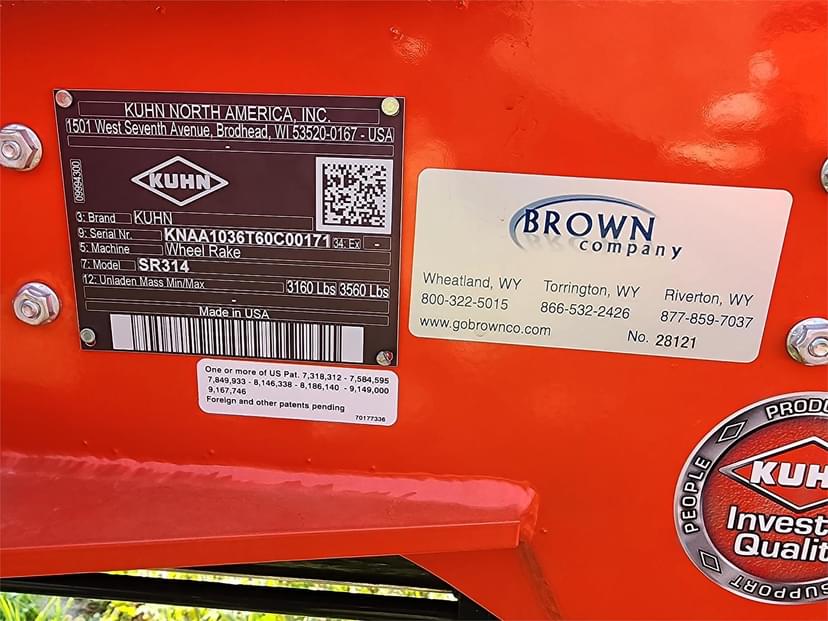 KUHN NORTH AMERICA, INC.
1501 West Seventh Avenue, Brodhead, WI 53520-0167 - USA
-
09994300
KUHN
3: Brand KUHN
9: Serial Nr. KNAA1036T60C00171 34: Ex -
5: Machine Wheel Rake
7: Model SR314
12: Unladen Mass Min/Max 3160 Lbs 3560 Lbs
-
Made in USA
One or more of US Pat. 7,318,312 - 7,584,595
7,849,933 - 8,146,338 - 8,186,140 - 9,149,000
9,167,746
Foreign and other patents pending
70177336
BROWN
company
Wheatland, WY
800-322-5015
Torrington, WY
866-532-2426
Riverton, WY
877-859-7037
www.gobrownco.com
No. 28121
PEOPLE
PRODU
KUH
Invest
Qualit
SUPPORT